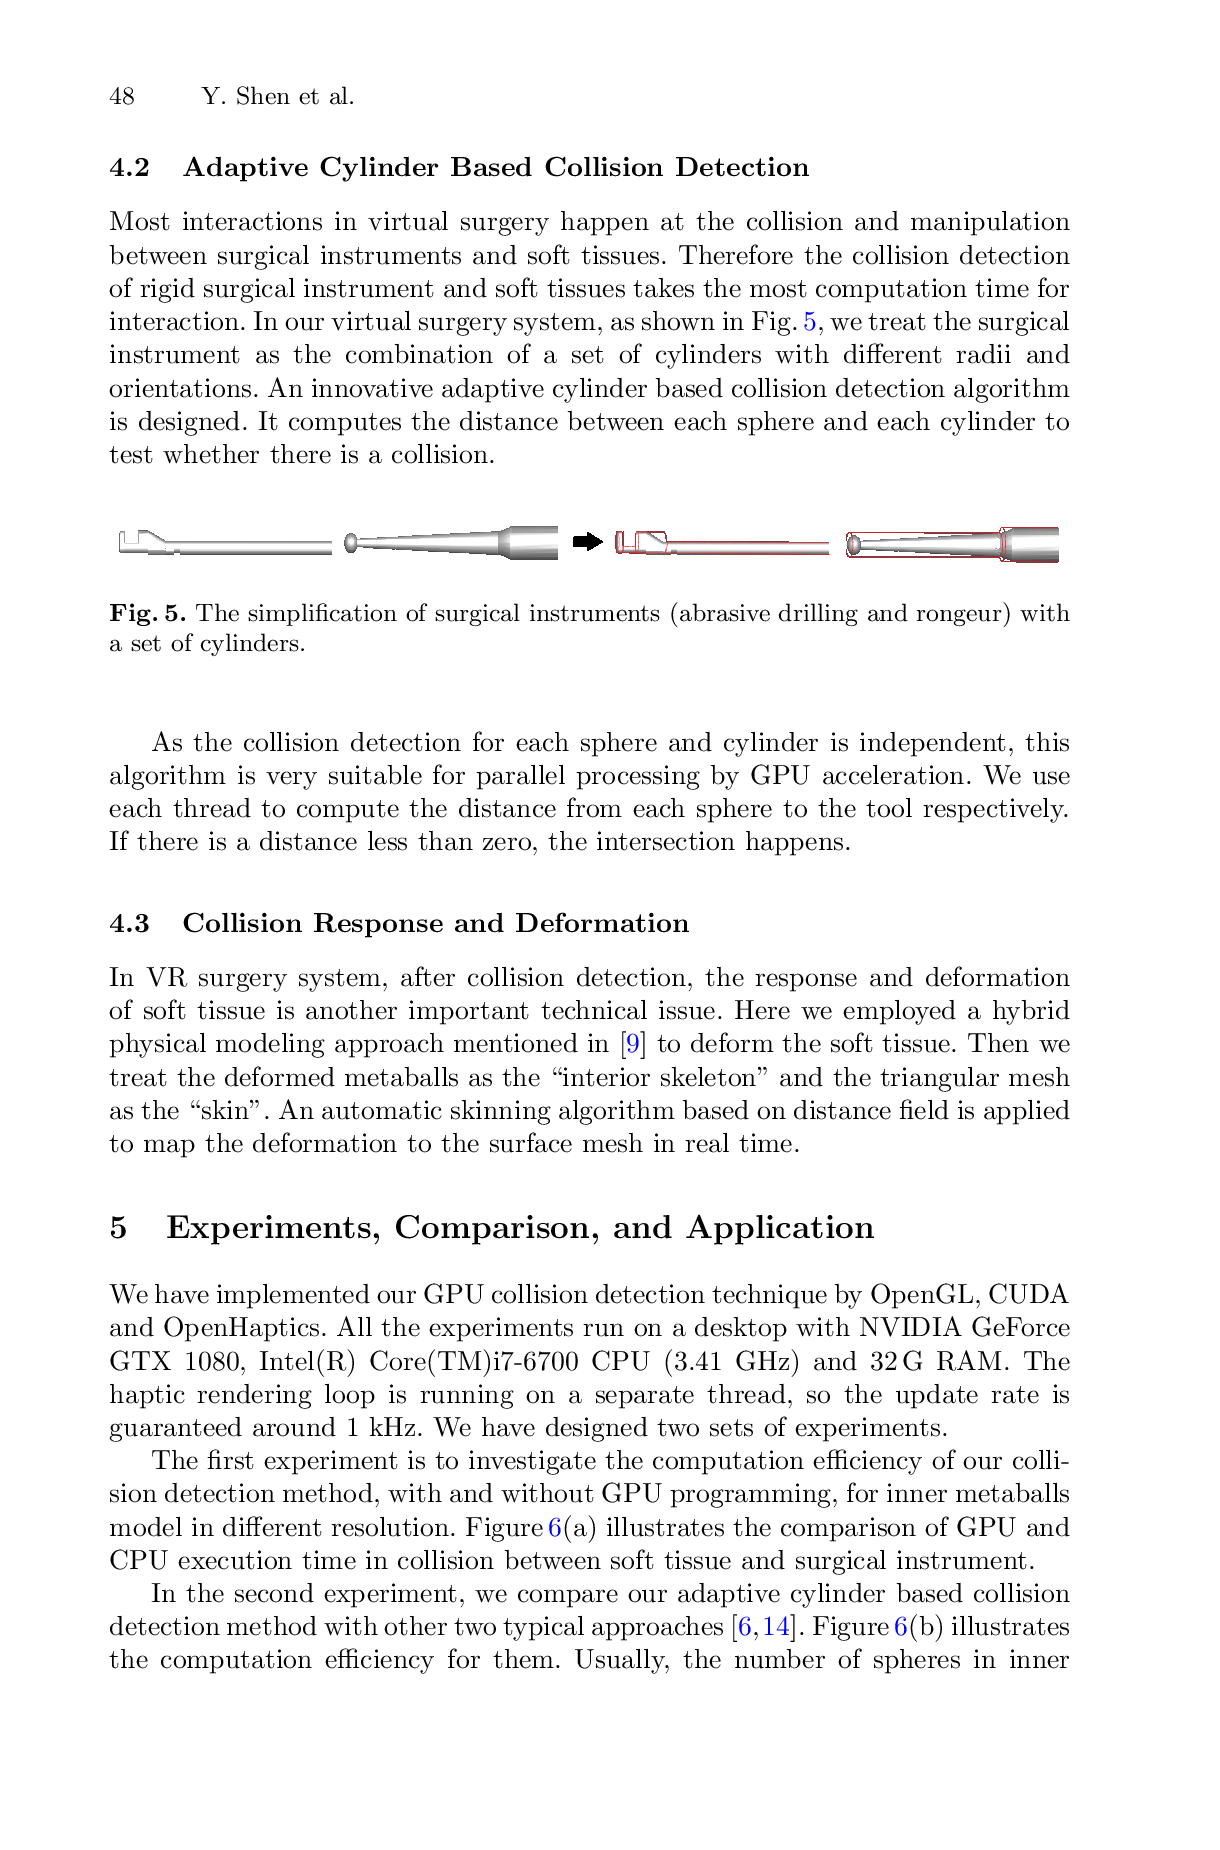 48 Y. Shen et al.
4.2 Adaptive Cylinder Based Collision Detection
Most interactions in virtual surgery happen at the collision and manipulation
between surgical instruments and soft tissues. Therefore the collision detection
of rigid surgical instrument and soft tissues takes the most computation time for
interaction. In our virtual surgery system, as shown in Fig. 5, we treat the surgical
instrument as the combination of a set of cylinders with different radii and
orientations. An innovative adaptive cylinder based collision detection algorithm
is designed. It computes the distance between each sphere and each cylinder to
test whether there is a collision.
Fig. 5. The simplification of surgical instruments (abrasive drilling and rongeur) with
a set of cylinders.
As the collision detection for each sphere and cylinder is independent, this
algorithm is very suitable for parallel processing by GPU acceleration. We use
each thread to compute the distance from each sphere to the tool respectively.
If there is a distance less than zero, the intersection happens.
4.3 Collision Response and Deformation
In VR surgery system, after collision detection, the response and deformation
of soft tissue is another important technical issue. Here we employed a hybrid
physical modeling approach mentioned in [9] to deform the soft tissue. Then we
treat the deformed metaballs as the “interior skeleton” and the triangular mesh
as the “skin”. An automatic skinning algorithm based on distance field is applied
to map the deformation to the surface mesh in real time.
5 Experiments, Comparison, and Application
We have implemented our GPU collision detection technique by OpenGL, CUDA
and OpenHaptics. All the experiments run on a desktop with NVIDIA GeForce
GTX 1080, Intel(R) Core(TM)i7-6700 CPU (3.41 GHz) and 32 G RAM. The
haptic rendering loop is running on a separate thread, so the update rate is
guaranteed around 1 kHz. We have designed two sets of experiments.
The first experiment is to investigate the computation efficiency of our colli-
sion detection method, with and without GPU programming, for inner metaballs
model in different resolution. Figure 6(a) illustrates the comparison of GPU and
CPU execution time in collision between soft tissue and surgical instrument.
In the second experiment, we compare our adaptive cylinder based collision
detection method with other two typical approaches [6,14]. Figure 6(b) illustrates
the computation efficiency for them. Usually, the number of spheres in inner